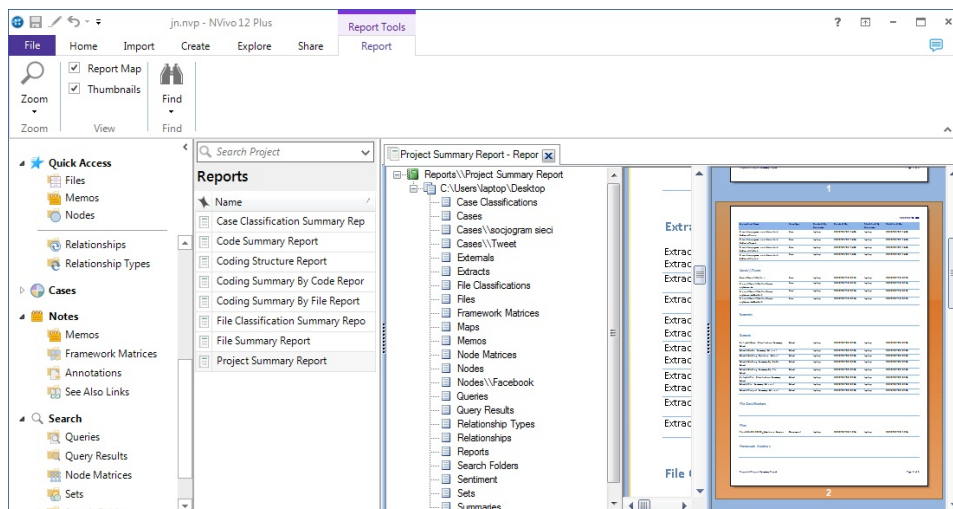 jn.nvp - NVivo 12 Plus
Report Tools
?
File
Home
Import
Create
Explore
Share
Report
Zoom
Report Map
Thumbnails
Find
Zoom
View
Find
Quick Access
Files
Memos
Nodes
Relationships
Relationship Types
Cases
Notes
Memos
Framework Matrices
Annotations
See Also Links
Search
Queries
Query Results
Node Matrices
Sets
Search Project
Reports
Name
Case Classification Summary Rep
Code Summary Report
Coding Structure Report
Coding Summary By Code Repor
Coding Summary By File Report
File Classification Summary Repo
File Summary Report
Project Summary Report
Project Summary Report - Repor
Reports\\Project Summary Report
C:\Users\laptop\Desktop
Case Classifications
Cases
Cases\\socjogram sieci
Cases\\Tweet
Externals
Extracts
File Classifications
Files
Framework Matrices
Maps
Memos
Node Matrices
Nodes
Nodes\\Facebook
Queries
Query Results
Relationship Types
Relationships
Reports
Search Folders
Sentiment
Sets
Summaries
Extra
Extrac
Extrac
Extrac
Extrac
Extrac
Extrac
Extrac
Extrac
Extrac
Extrac
Extrac
File
1
2